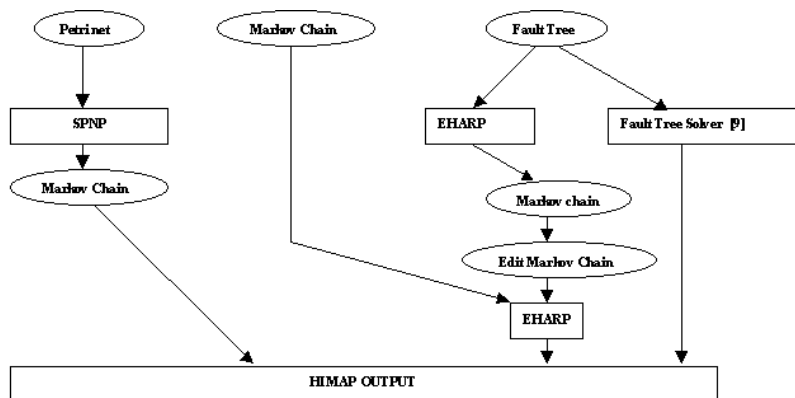 Petrinet
Markov Chain
Fault Tree
SPNP
EHARP
Fault Tree Solver [9]
Markov Chain
Markov chain
Edit Markov Chain
EHARP
HIMAP OUTPUT